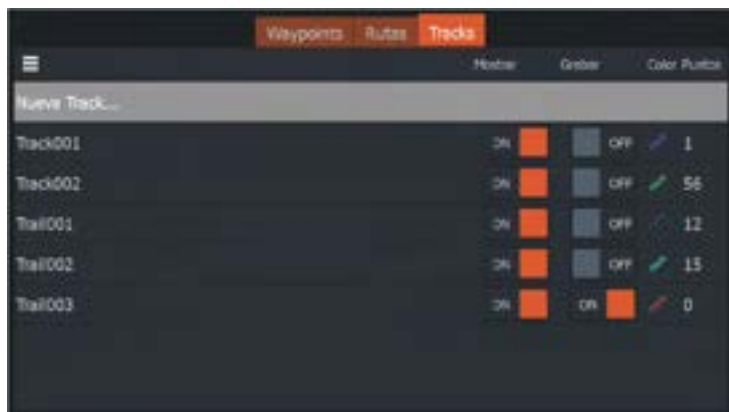 Waypoints Rutas Tracks
Mostrar Grabar Color Puntos
Nuevo Track...
Track001 ON OFF 1
Track002 ON OFF 56
Trail001 ON OFF 12
Trail002 ON OFF 15
Trail003 ON ON 0